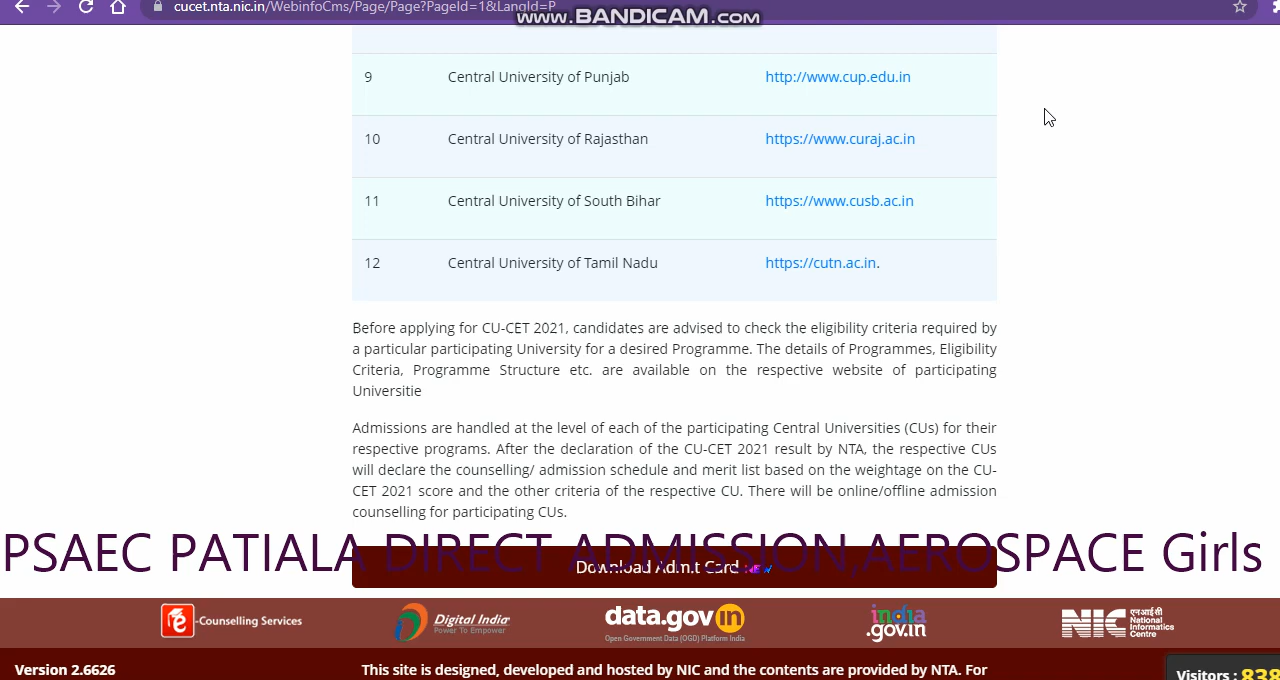 cucet.nta.nic.in/WebinfoCms/Page/Page?PageId=1&LangId=P
www.BANDICAM.com
9 Central University of Punjab http://www.cup.edu.in
10 Central University of Rajasthan https://www.curaj.ac.in
11 Central University of South Bihar https://www.cusb.ac.in
12 Central University of Tamil Nadu https://cutn.ac.in.
Before applying for CU-CET 2021, candidates are advised to check the eligibility criteria required by
a particular participating University for a desired Programme. The details of Programmes, Eligibility
Criteria, Programme Structure etc. are available on the respective website of participating
Universitie
Admissions are handled at the level of each of the participating Central Universities (CUs) for their
respective programs. After the declaration of the CU-CET 2021 result by NTA, the respective CUs
will declare the counselling/ admission schedule and merit list based on the weightage on the CU-
CET 2021 score and the other criteria of the respective CU. There will be online/offline admission
counselling for participating CUs.
PSAEC PATIALA DIRECT ADMISSION,AEROSPACE Girls
Download Admit Card
e-Counselling Services
Digital India
Power To Empower
data.gov in
Open Government Data (OGD) Platform India
india
.gov.in
NIC
एनआईसी
National
Informatics
Centre
Version 2.6626
This site is designed, developed and hosted by NIC and the contents are provided by NTA. For
Visitors : 838